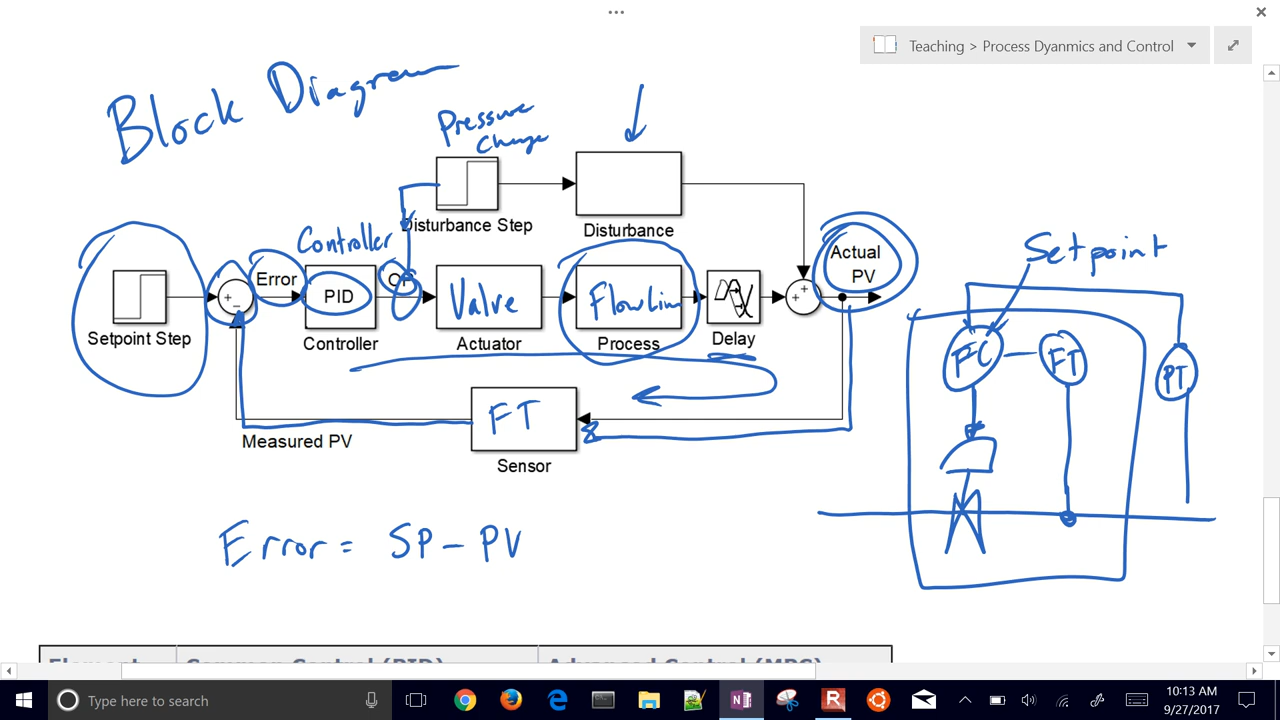 Teaching > Process Dyanmics and Control
Block Diagram
Pressure
Change
Disturbance Step
Disturbance
Controller
Setpoint Step
Error
PID
Controller
OP
Valve
Actuator
Process
Delay
Actual
PV
Setpoint
FC
FT
PT
FT
Sensor
Measured PV
Error = SP - PV
Type here to search
10:13 AM
9/27/2017